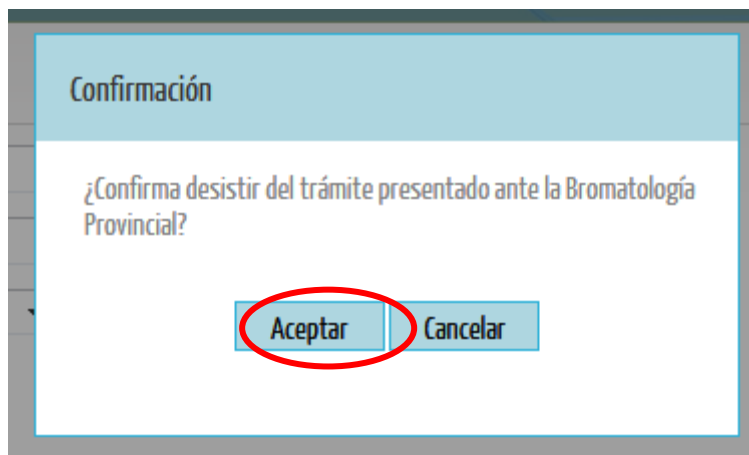 Confirmación
¿Confirma desistir del trámite presentado ante la Bromatología
Provincial?
Aceptar Cancelar